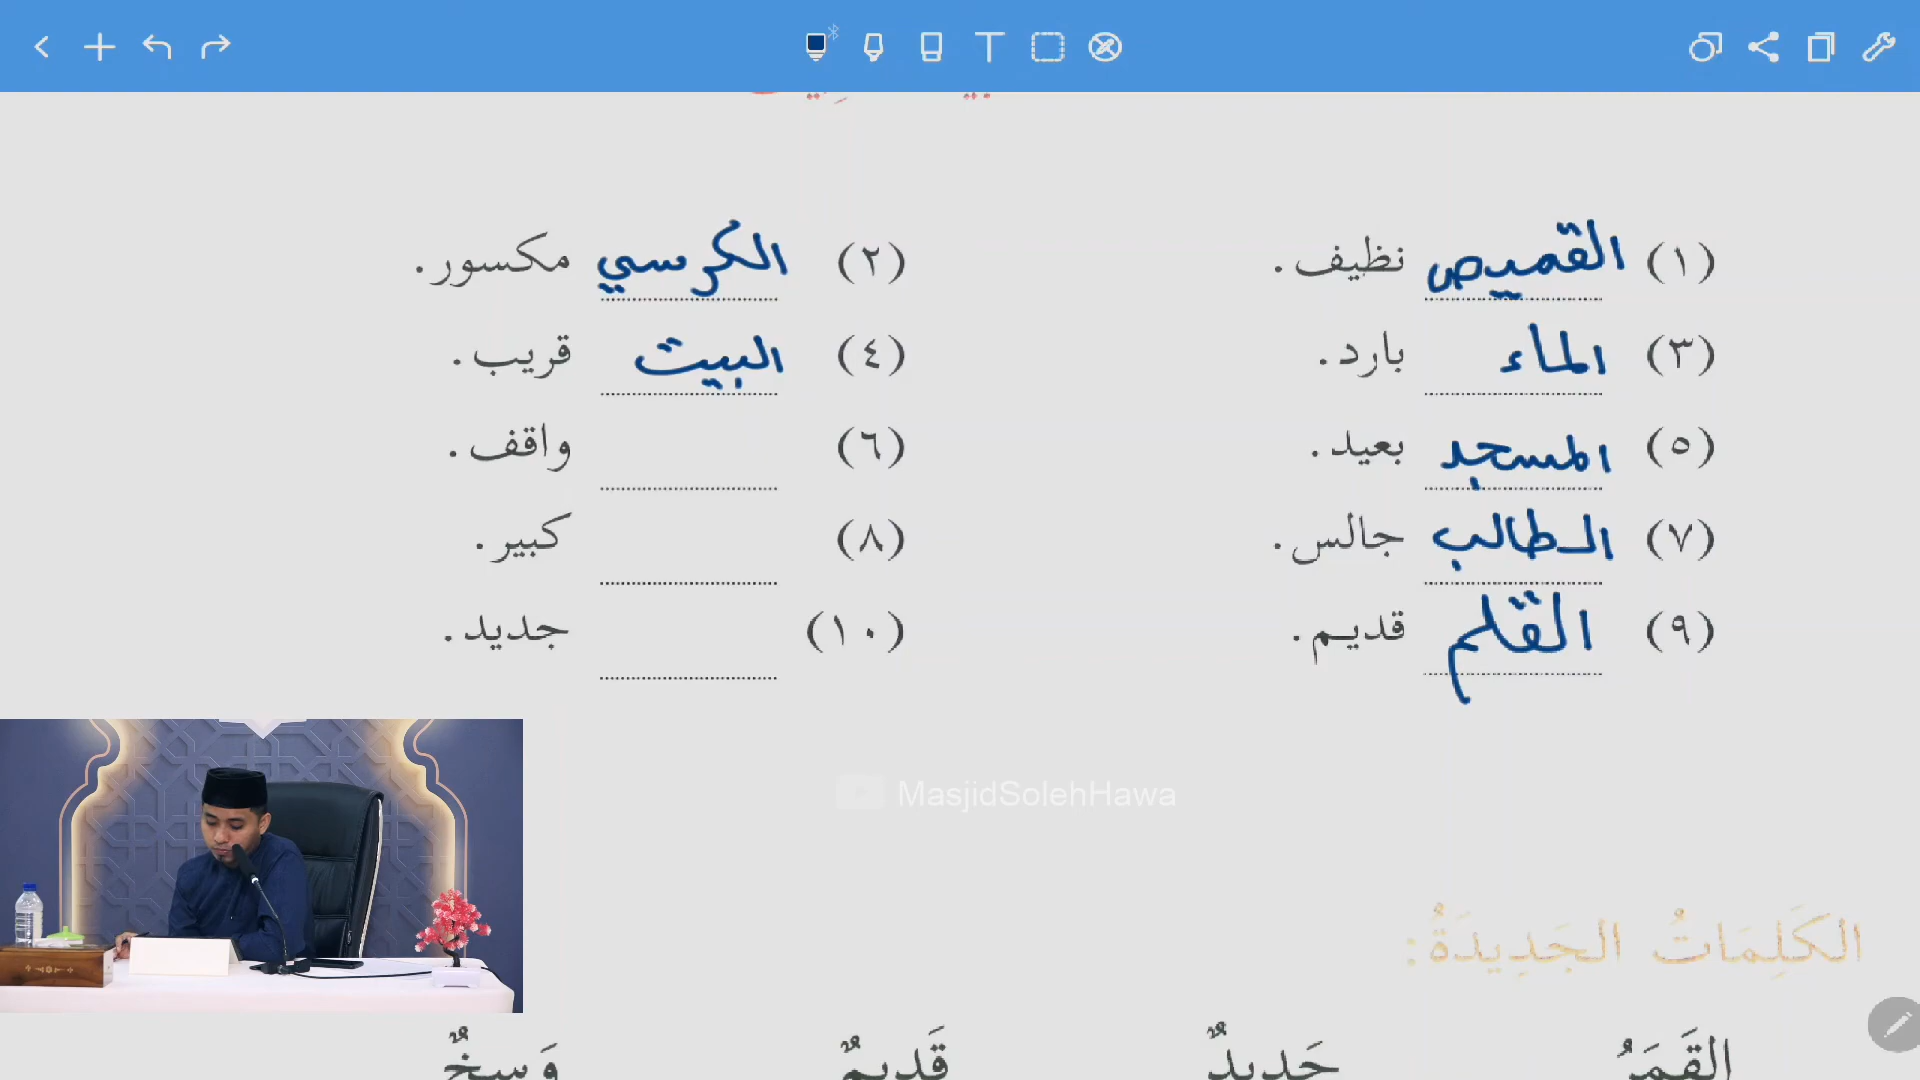 (١) القميص نظيف. (٢) الكرسي مكسور.
(٣) الماء بارد. (٤) البيت قريب.
(٥) المسجد بعيد. (٦) واقف.
(٧) الطالب جالس. (٨) كبير.
(٩) القلم قديم. (١٠) جديد.
MasjidSolehHawa
الكَلِمَاتُ الجَدِيدَةُ:
القَمَرُ جَدِيدٌ قَدِيمٌ وَسِخٌ